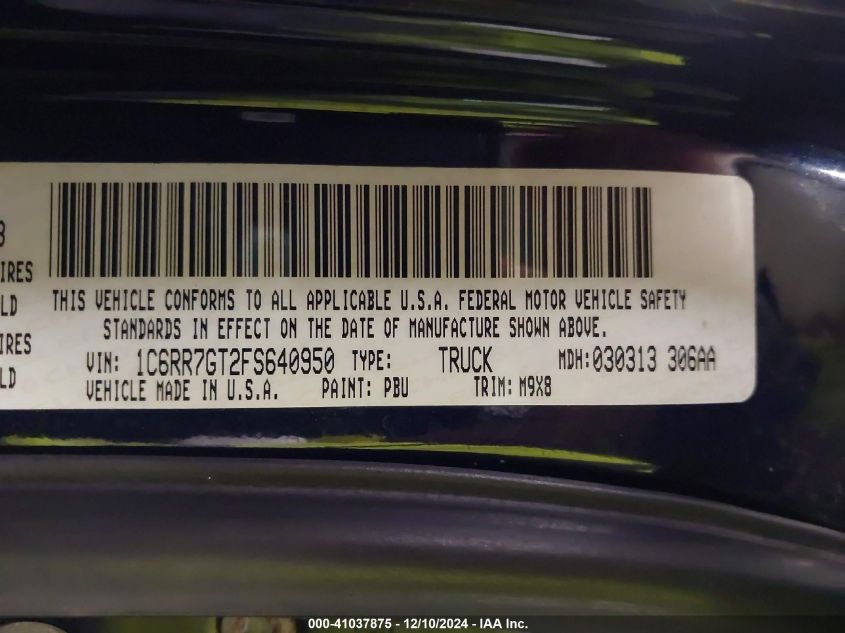 3
IRES
LD
IRES
LD
THIS VEHICLE CONFORMS TO ALL APPLICABLE U.S.A. FEDERAL MOTOR VEHICLE SAFETY
STANDARDS IN EFFECT ON THE DATE OF MANUFACTURE SHOWN ABOVE.
VIN: 1C6RR7GT2FS640950 TYPE: TRUCK MDH:030313 306AA
VEHICLE MADE IN U.S.A. PAINT: PBU TRIM: M9X8
000-41037875 - 12/10/2024 - IAA Inc.